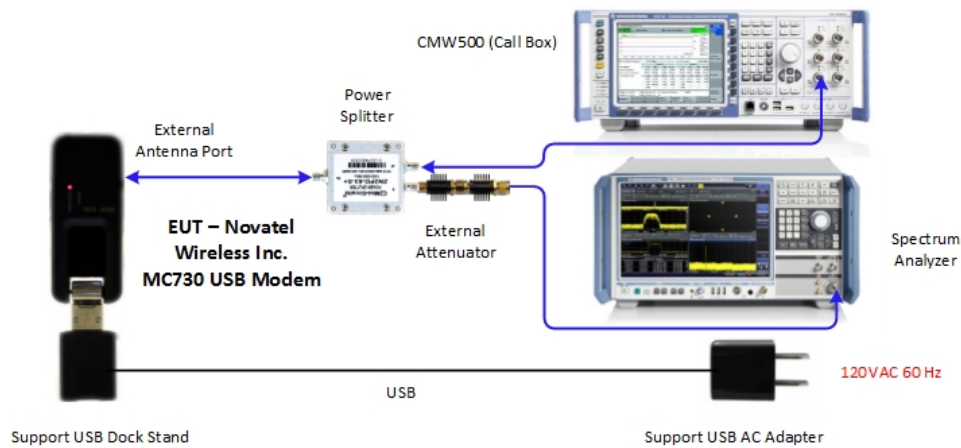 CMW500 (Call Box)
Power
Splitter
External
Antenna Port
EUT – Novatel
Wireless Inc.
MC730 USB Modem
External
Attenuator
Spectrum
Analyzer
120VAC 60 Hz
USB
Support USB Dock Stand
Support USB AC Adapter